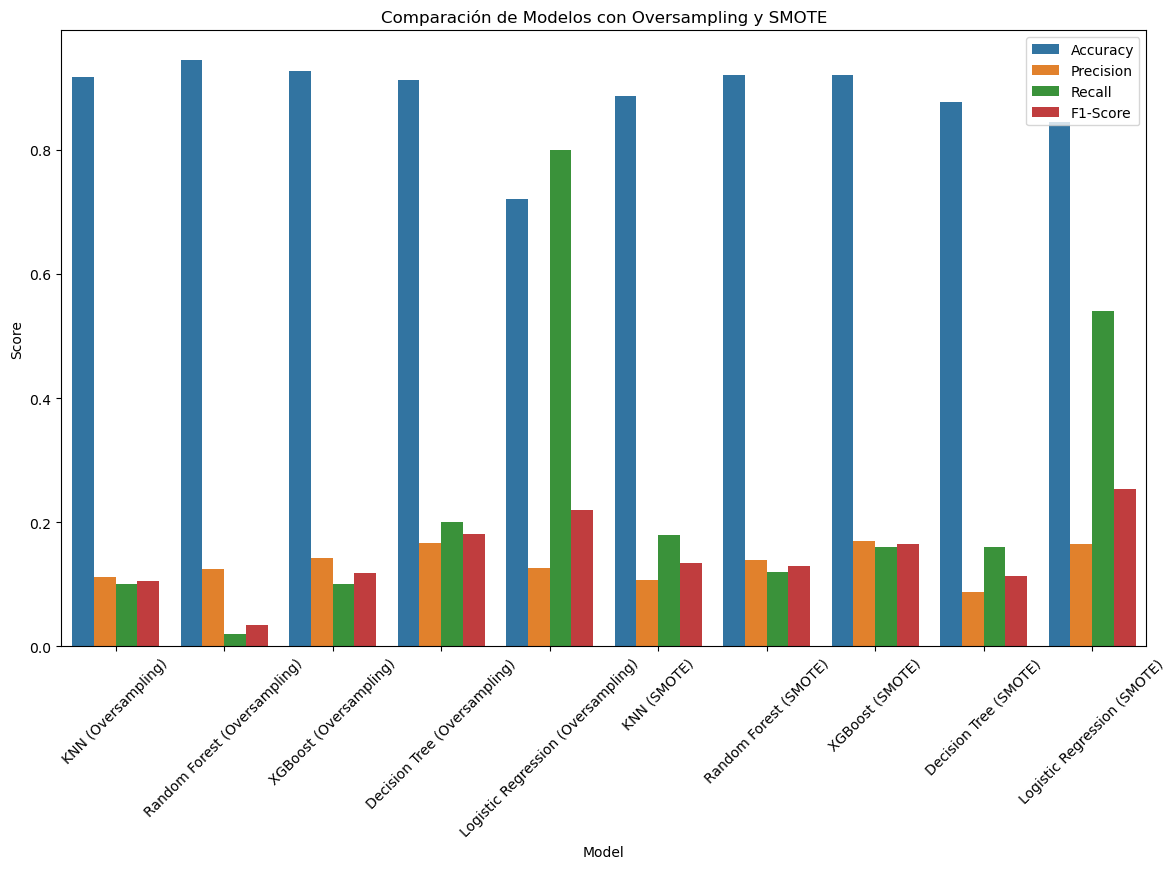 Comparación de Modelos con Oversampling y SMOTE
Accuracy
Precision
Recall
F1-Score
Score
0.8
0.6
0.4
0.2
0.0
KNN (Oversampling)
Random Forest (Oversampling)
XGBoost (Oversampling)
Decision Tree (Oversampling)
Logistic Regression (Oversampling)
KNN (SMOTE)
Random Forest (SMOTE)
XGBoost (SMOTE)
Decision Tree (SMOTE)
Logistic Regression (SMOTE)
Model